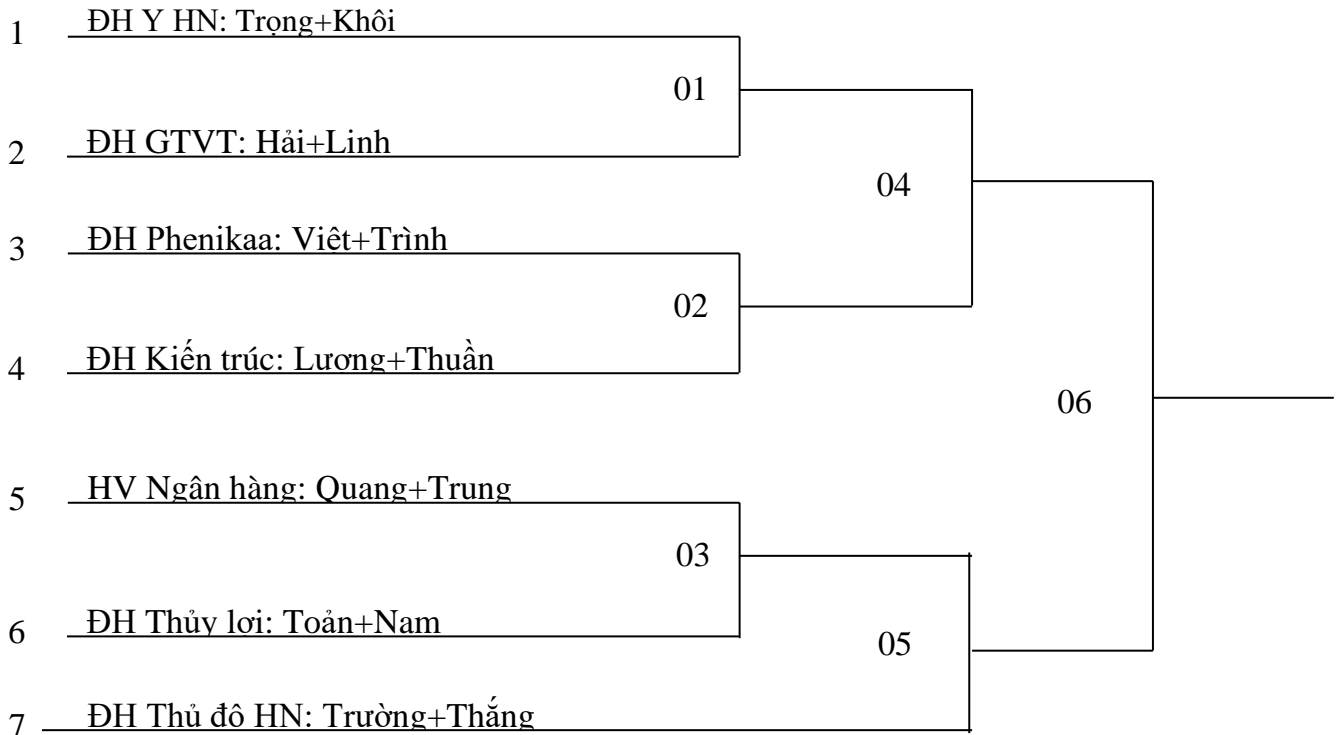 1 ĐH Y HN: Trọng+Khôi
01
2 ĐH GTVT: Hải+Linh
04
3 ĐH Phenikaa: Việt+Trình
02
4 ĐH Kiến trúc: Lương+Thuần
06
5 HV Ngân hàng: Quang+Trung
03
6 ĐH Thủy lợi: Toản+Nam
05
7 ĐH Thủ đô HN: Trường+Thắng